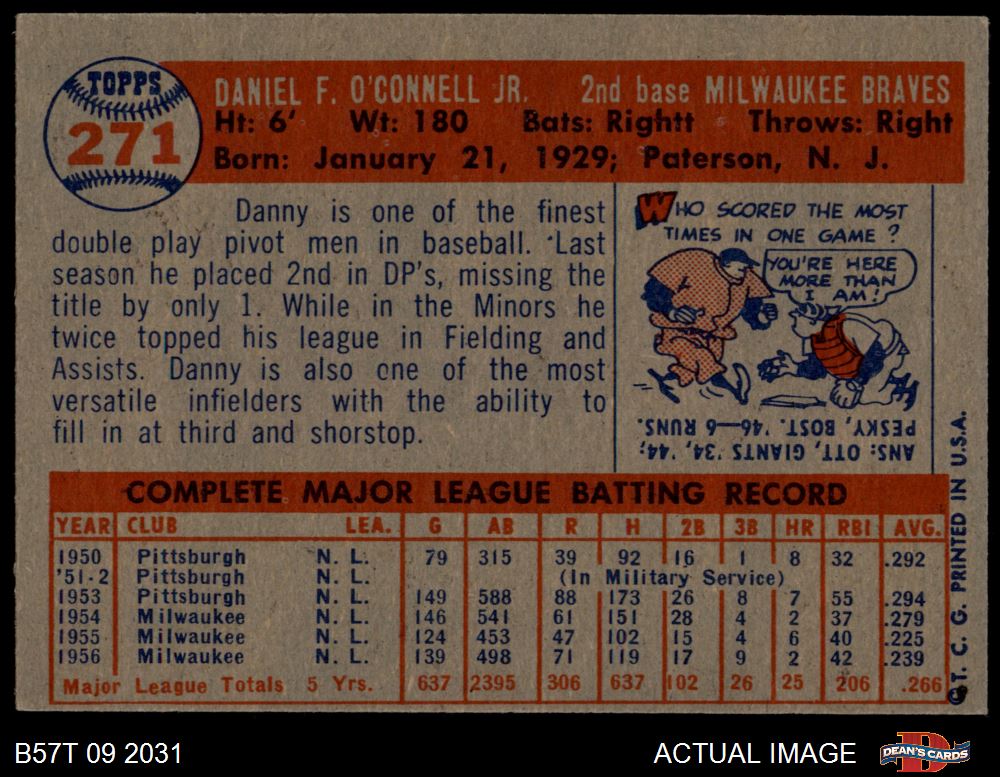 TOPPS
271
DANIEL F. O'CONNELL JR. 2nd base MILWAUKEE BRAVES
Ht: 6' Wt: 180 Bats: Rightt Throws: Right
Born: January 21, 1929; Paterson, N. J.
Danny is one of the finest
double play pivot men in baseball. Last
season he placed 2nd in DP's, missing the
title by only 1. While in the Minors he
twice topped his league in Fielding and
Assists. Danny is also one of the most
versatile infielders with the ability to
fill in at third and shorstop.
WHO SCORED THE MOST
TIMES IN ONE GAME?
YOU'RE HERE
MORE THAN
I AM!
ANS: OTT, GIANTS '34, '44;
PESKY, BOST. '46—6 RUNS.
COMPLETE MAJOR LEAGUE BATTING RECORD
YEAR CLUB LEA. G AB R H 2B 3B HR RBI AVG.
1950 Pittsburgh N. L. 79 315 39 92 16 1 8 32 .292
'51-2 Pittsburgh N. L. (In Military Service)
1953 Pittsburgh N. L. 149 588 88 173 26 8 7 55 .294
1954 Milwaukee N. L. 146 541 61 151 28 4 2 37 .279
1955 Milwaukee N. L. 124 453 47 102 15 4 6 40 .225
1956 Milwaukee N. L. 139 498 71 119 17 9 2 42 .239
Major League Totals 5 Yrs. 637 2395 306 637 102 26 25 206 .266
©T. C. G. PRINTED IN U.S.A.
B57T 09 2031
ACTUAL IMAGE
DEAN'S CARDS